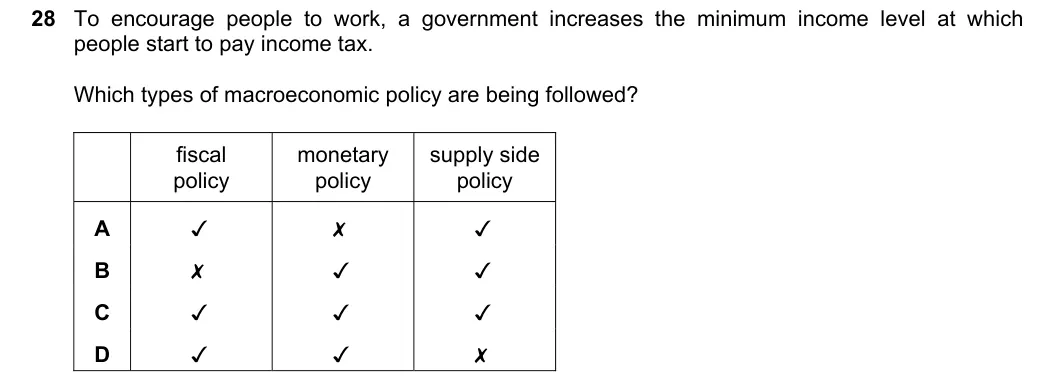 28 To encourage people to work, a government increases the minimum income level at which
people start to pay income tax.
Which types of macroeconomic policy are being followed?
fiscal policy monetary policy supply side policy
A ✓ ✗ ✓
B ✗ ✓ ✓
C ✓ ✓ ✓
D ✓ ✓ ✗